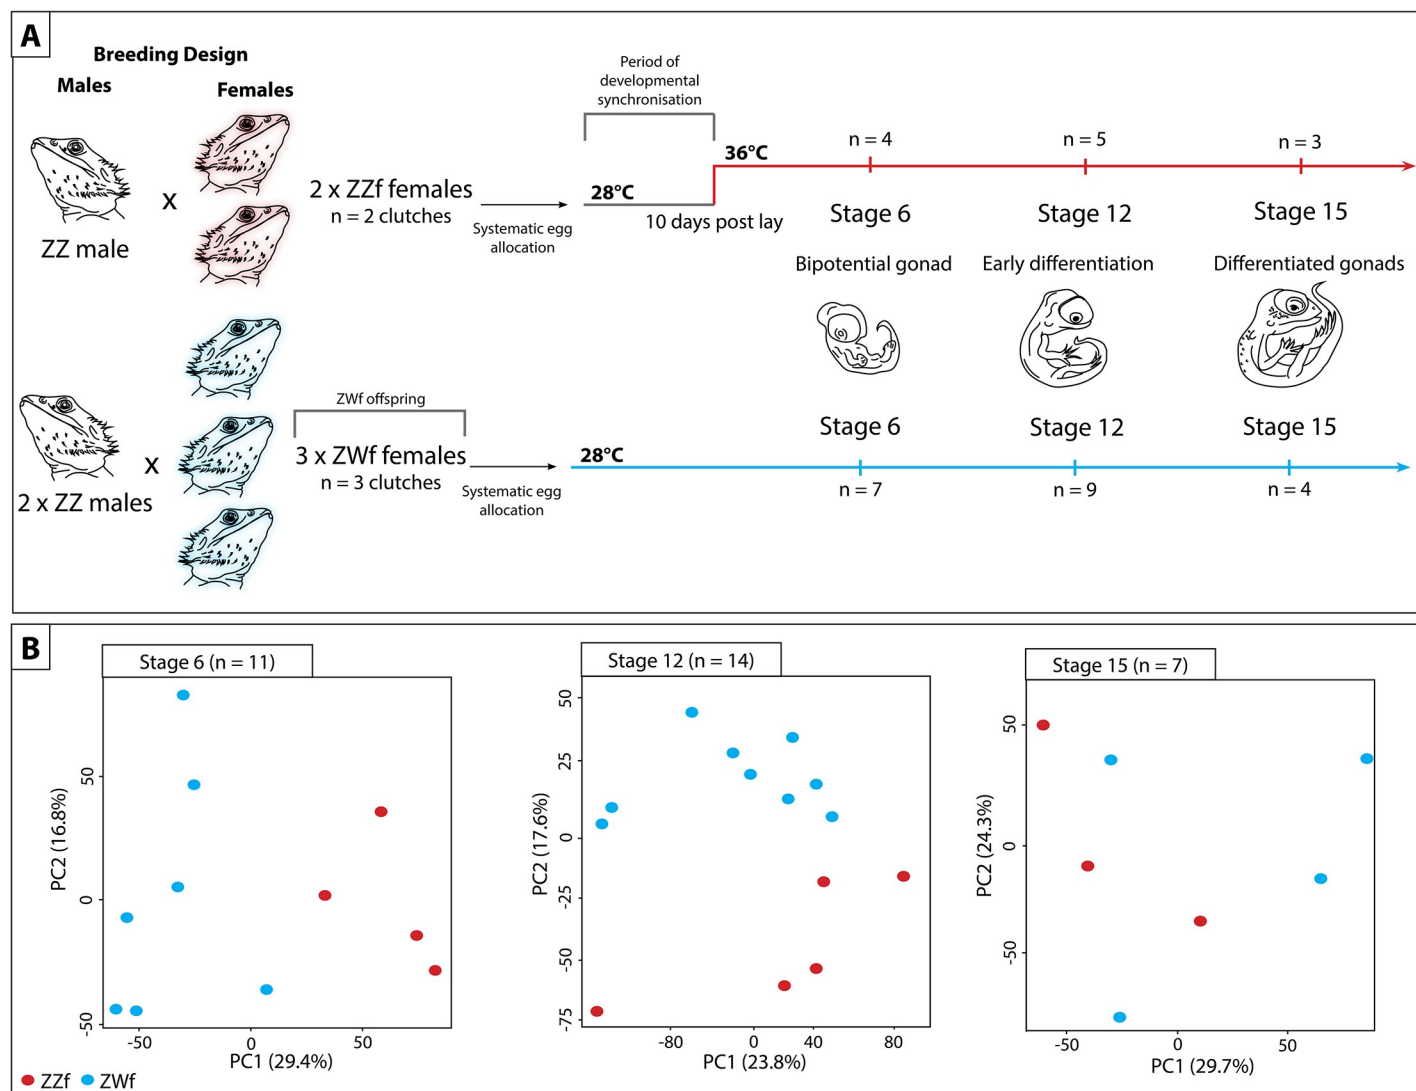 A
Breeding Design
Males
Females
ZZ male
x
2 x ZZf females
n = 2 clutches
Systematic egg
allocation
Period of
developmental
synchronisation
28°C
10 days post lay
36°C
n = 4
n = 5
n = 3
Stage 6
Stage 12
Stage 15
Bipotential gonad
Early differentiation
Differentiated gonads
2 x ZZ males
x
ZWf offspring
3 x ZWf females
n = 3 clutches
Systematic egg
allocation
28°C
Stage 6
Stage 12
Stage 15
n = 7
n = 9
n = 4
B
Stage 6 (n = 11)
PC2 (16.8%)
50
0
-50
-50
0
50
PC1 (29.4%)
Stage 12 (n = 14)
PC2 (17.6%)
50
25
0
-25
-50
-75
-80
0
40
80
PC1 (23.8%)
Stage 15 (n = 7)
PC2 (24.3%)
50
0
-50
-50
0
50
PC1 (29.7%)
ZZf
ZWf